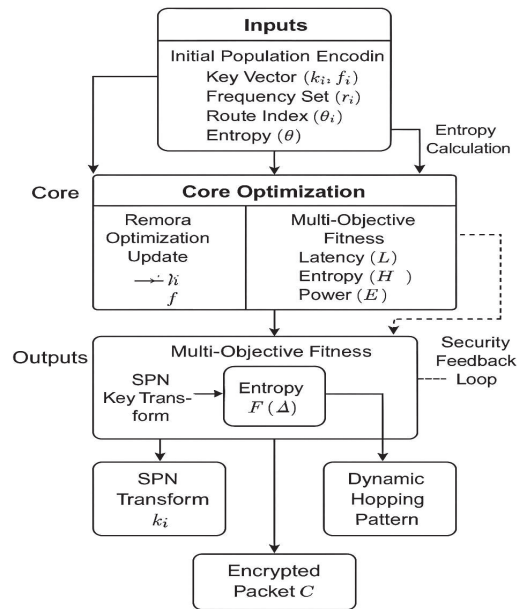 Inputs
Initial Population Encodin
Key Vector (k_i, f_i)
Frequency Set (r_i)
Route Index (θ_i)
Entropy (θ)
Entropy
Calculation
Core
Core Optimization
Remora
Optimization
Update
f
Multi-Objective
Fitness
Latency (L)
Entropy (H )
Power (E)
Outputs
Multi-Objective Fitness
SPN
Key Trans-
form
Entropy
F (Δ)
Security
Feedback
Loop
SPN
Transform
k_i
Dynamic
Hopping
Pattern
Encrypted
Packet C